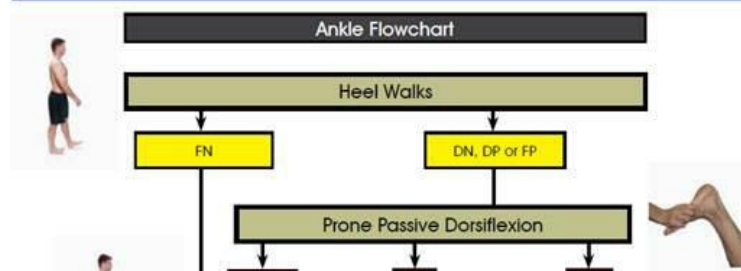 Ankle Flowchart
Heel Walks
FN
DN, DP or FP
Prone Passive Dorsiflexion